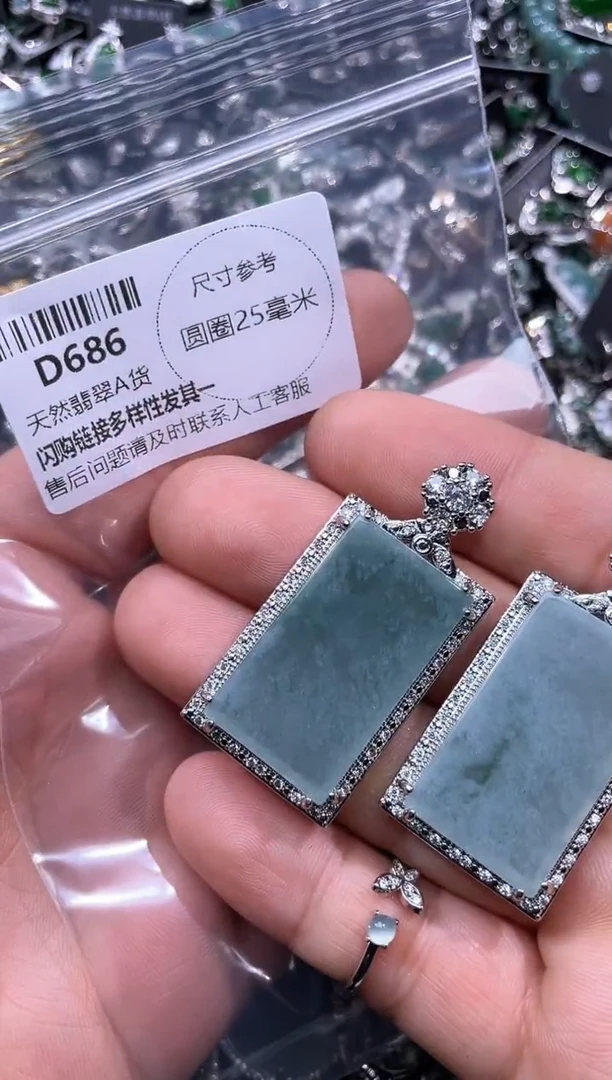 尺寸参考
圆圈25毫米
D686
天然翡翠A货
闪购链接多样性发其一
售后问题请及时联系人工客服